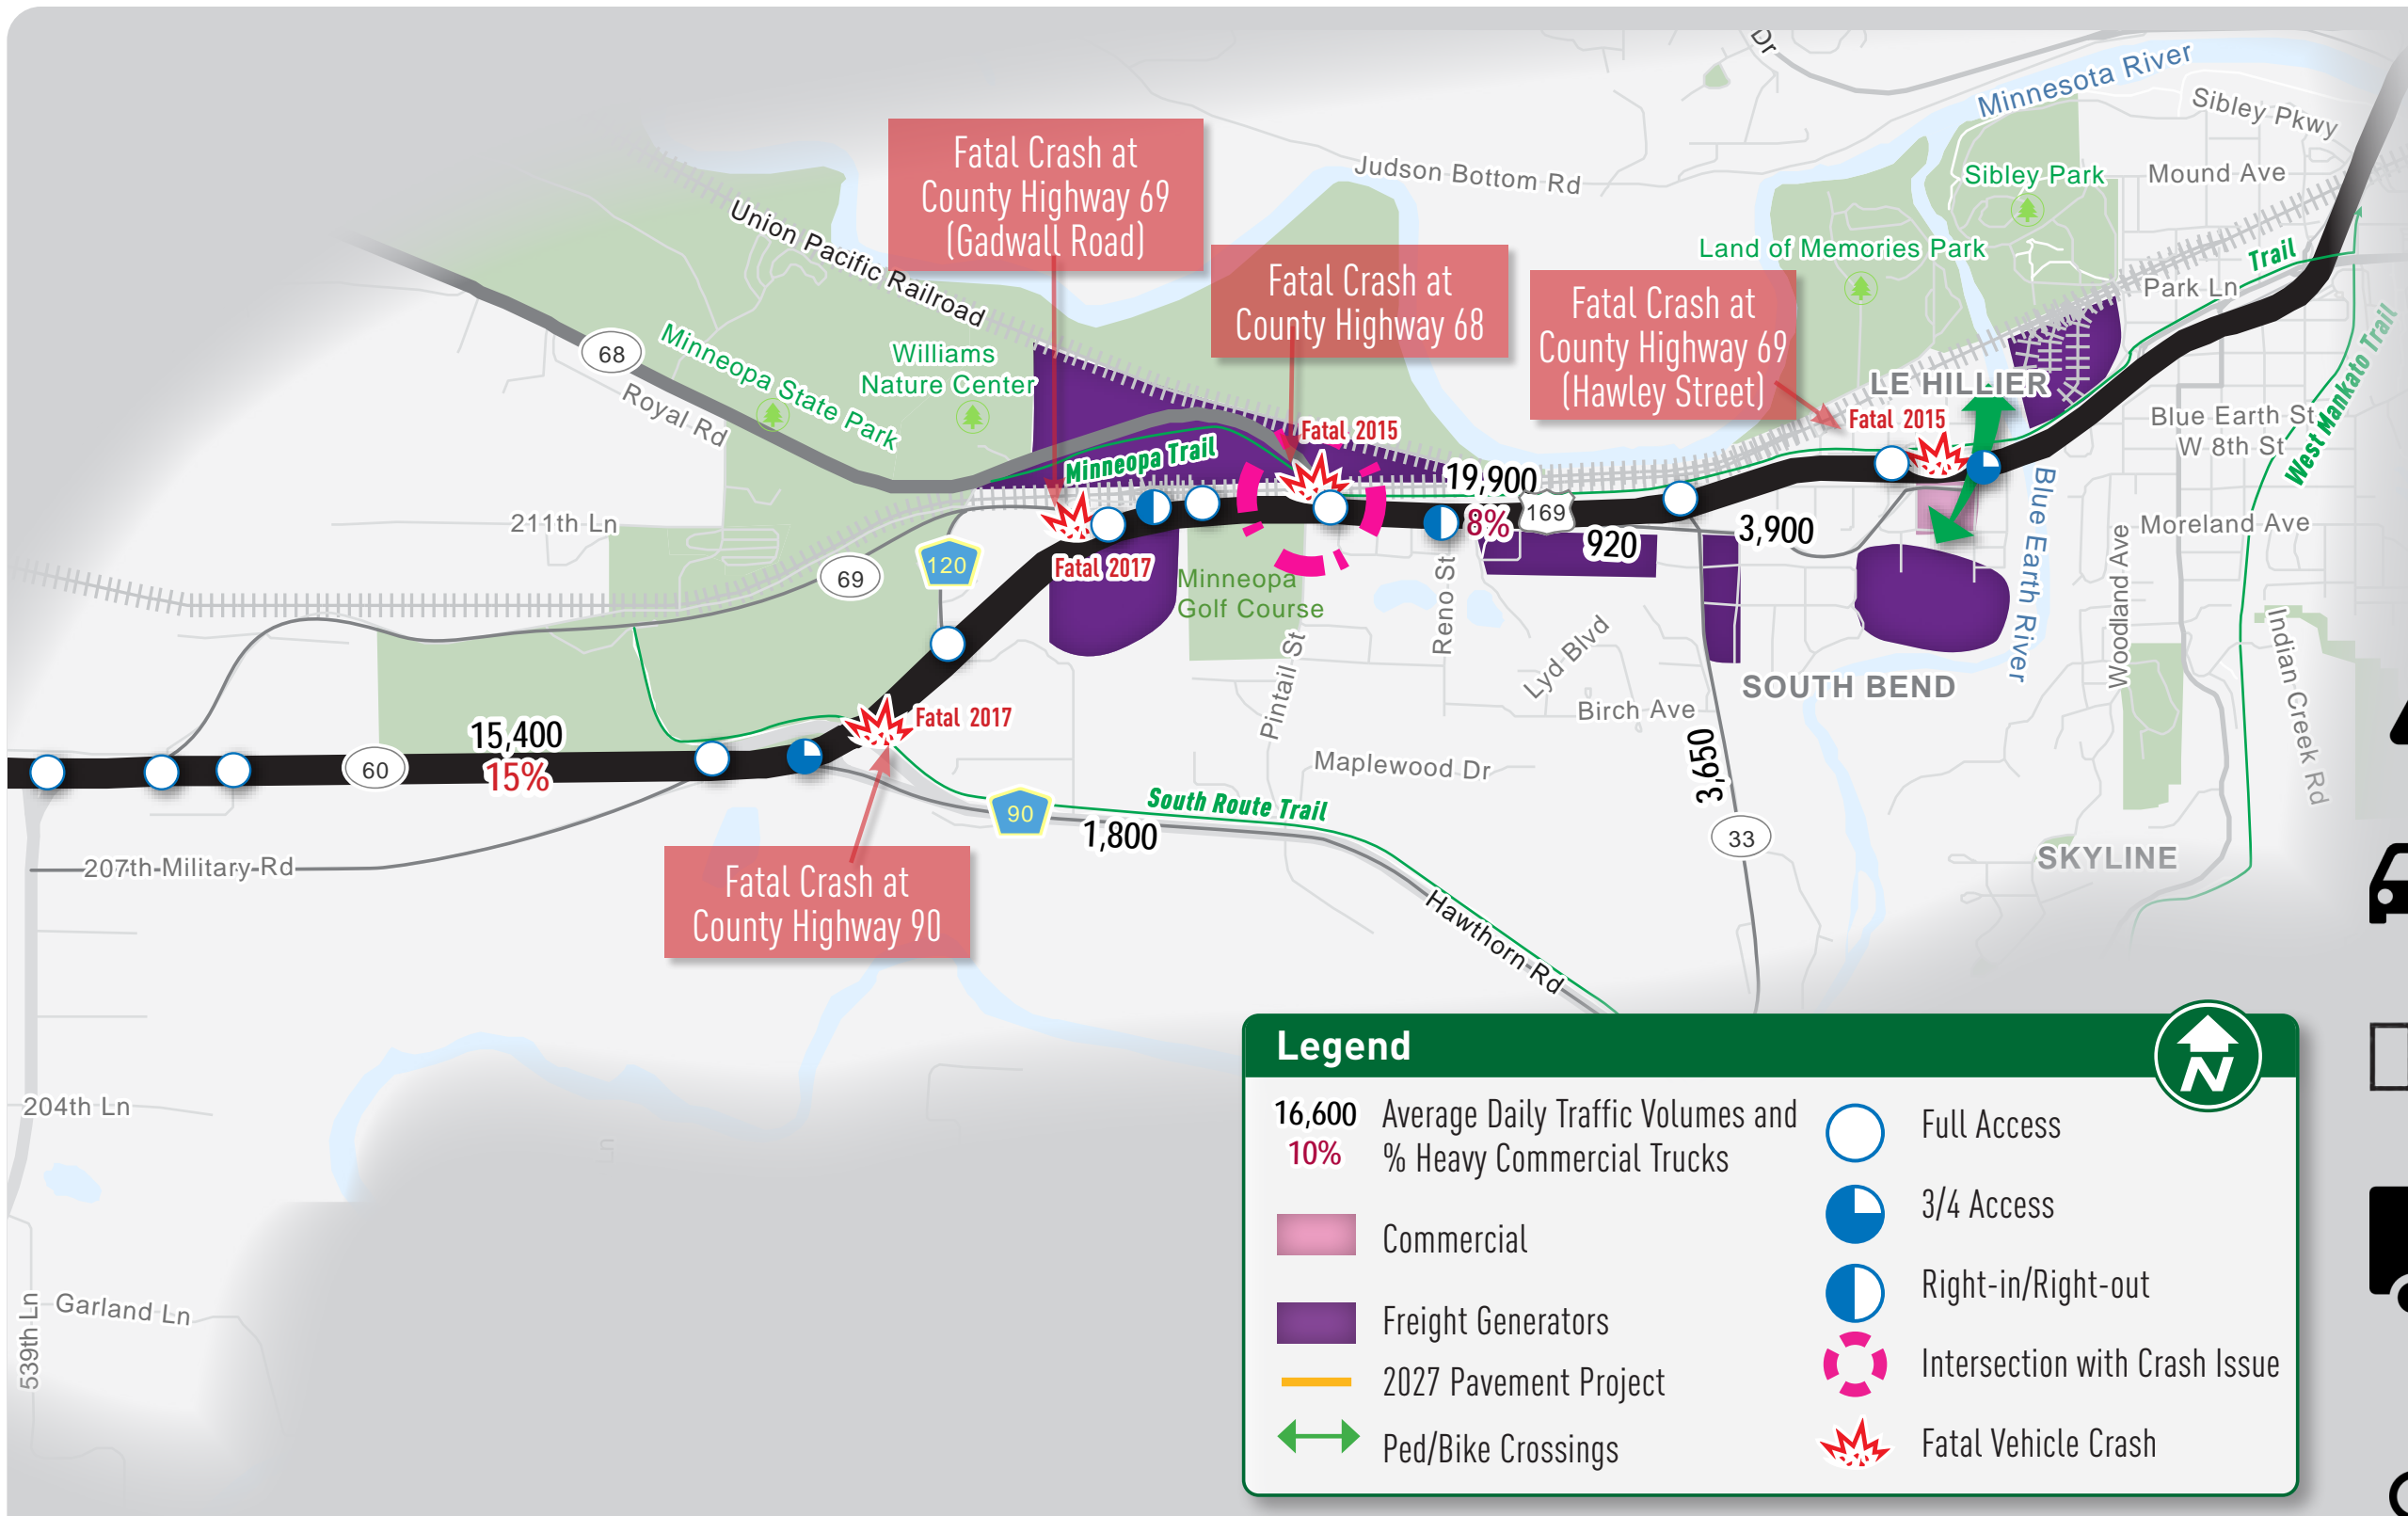 Dr
Minnesota River
Sibley Pkwy
Mound Ave
Sibley Park
Judson Bottom Rd
Land of Memories Park
Trail
Park Ln
Fatal Crash at
County Highway 69
(Gadwall Road)
Fatal Crash at
County Highway 68
Fatal Crash at
County Highway 69
(Hawley Street)
Union Pacific Railroad
68
Minneopa State Park
Royal Rd
Williams
Nature Center
LE HILLIER
Fatal 2015
Fatal 2015
Blue Earth St
W 8th St
West Mankato Trail
Minneopa Trail
19,900
8%
169
920
3,900
211th Ln
Moreland Ave
69
120
Fatal 2017
Minneopa
Golf Course
Pintail St
Reno St
Lyd Blvd
Birch Ave
SOUTH BEND
Blue Earth River
Woodland Ave
Indian Creek Rd
Fatal 2017
15,400
15%
60
Maplewood Dr
3,650
33
South Route Trail
90
1,800
SKYLINE
207th Military Rd
Fatal Crash at
County Highway 90
Hawthorn Rd
204th Ln
Garland Ln
539th Ln
Legend
N
16,600
10%
Average Daily Traffic Volumes and
% Heavy Commercial Trucks
Commercial
Freight Generators
2027 Pavement Project
Ped/Bike Crossings
Full Access
3/4 Access
Right-in/Right-out
Intersection with Crash Issue
Fatal Vehicle Crash